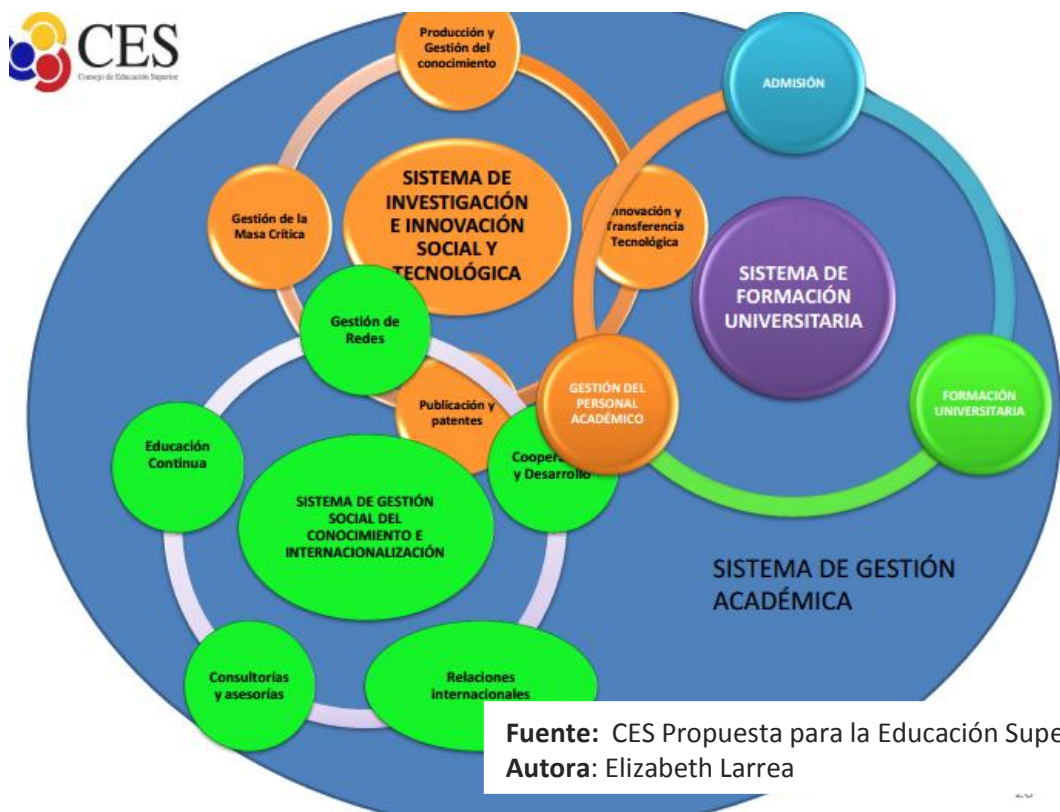 CES
Consejo de Educación Superior
Producción y
Gestión del
conocimiento
ADMISIÓN
SISTEMA DE
INVESTIGACIÓN
E INNOVACIÓN
SOCIAL Y
TECNOLÓGICA
Gestión de la
Masa Crítica
nnovación y
Transferencia
Tecnológica
SISTEMA DE
FORMACIÓN
UNIVERSITARIA
Gestión de
Redes
GESTIÓN DEL
PERSONAL
ACADÉMICO
FORMACIÓN
UNIVERSITARIA
Publicación y
patentes
Educación
Continua
Cooper
y Desarrollo
SISTEMA DE GESTIÓN
SOCIAL DEL
CONOCIMIENTO E
INTERNACIONALIZACIÓN
SISTEMA DE GESTIÓN
ACADÉMICA
Consultorías
y asesorías
Relaciones
internacionales
Fuente: CES Propuesta para la Educación Supe
Autora: Elizabeth Larrea